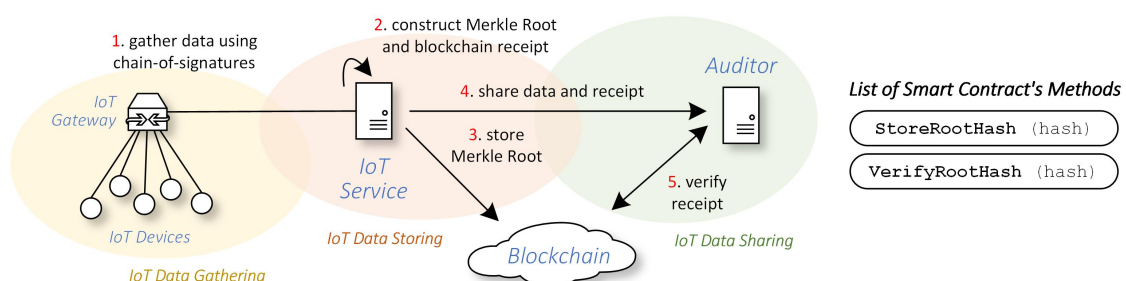 1. gather data using
chain-of-signatures
2. construct Merkle Root
and blockchain receipt
IoT
Gateway
IoT Devices
IoT Data Gathering
IoT
Service
3. store
Merkle Root
IoT Data Storing
4. share data and receipt
Auditor
5. verify
receipt
Blockchain
IoT Data Sharing
List of Smart Contract's Methods
StoreRootHash (hash)
VerifyRootHash (hash)